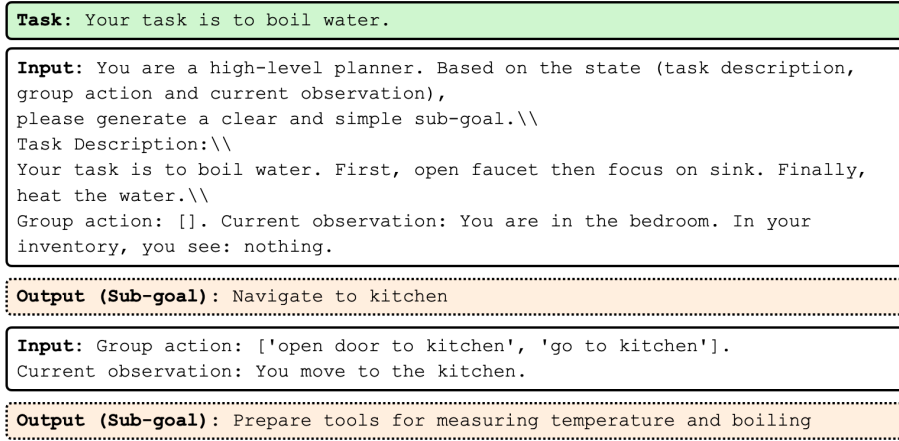 Task: Your task is to boil water.
Input: You are a high-level planner. Based on the state (task description,
group action and current observation),
please generate a clear and simple sub-goal.\\
Task Description:\\
Your task is to boil water. First, open faucet then focus on sink. Finally,
heat the water.\\
Group action: []. Current observation: You are in the bedroom. In your
inventory, you see: nothing.
Output (Sub-goal): Navigate to kitchen
Input: Group action: ['open door to kitchen', 'go to kitchen'].
Current observation: You move to the kitchen.
Output (Sub-goal): Prepare tools for measuring temperature and boiling